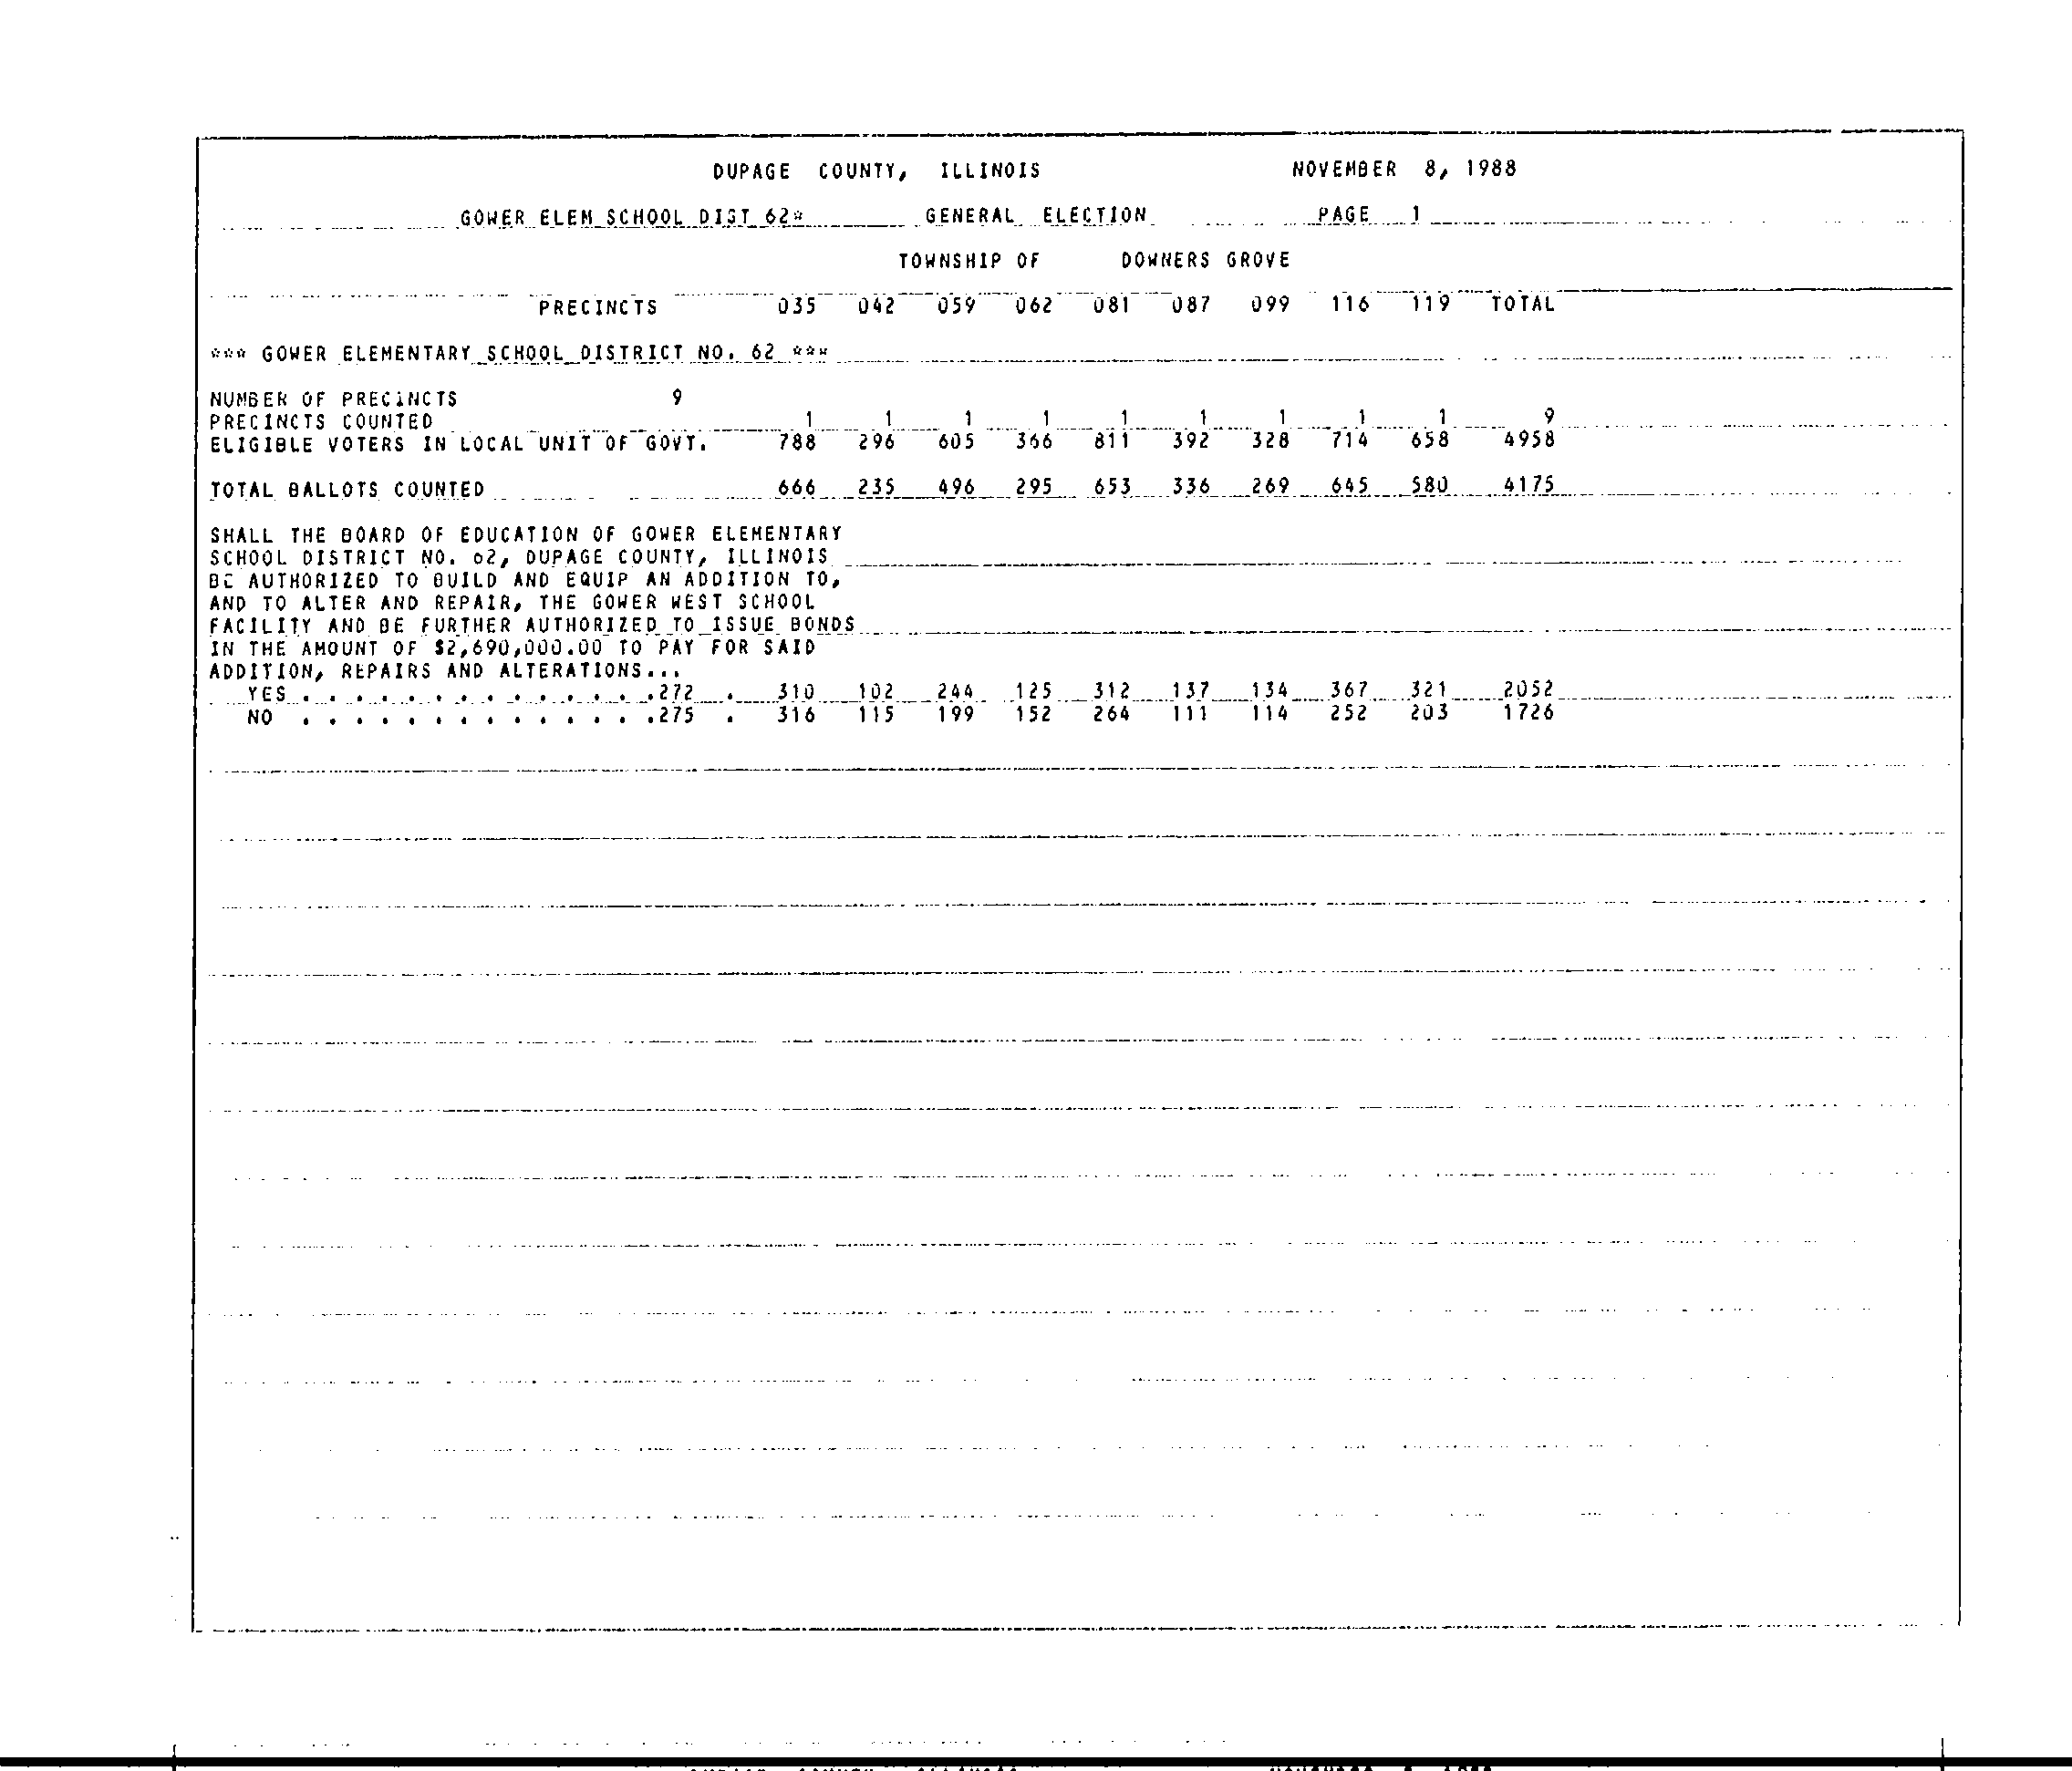 DUPAGE COUNTY, ILLINOIS NOVEMBER 8, 1988
GOWER ELEM SCHOOL DIST 62* GENERAL ELECTION PAGE 1
TOWNSHIP OF DOWNERS GROVE
PRECINCTS 035 042 059 062 081 087 099 116 119 TOTAL
*** GOWER ELEMENTARY SCHOOL DISTRICT NO. 62 ***
NUMBER OF PRECINCTS 9
PRECINCTS COUNTED 1 1 1 1 1 1 1 1 1 9
ELIGIBLE VOTERS IN LOCAL UNIT OF GOVT. 788 296 605 366 811 392 328 714 658 4958
TOTAL BALLOTS COUNTED 666 235 496 295 653 336 269 645 580 4175
SHALL THE BOARD OF EDUCATION OF GOWER ELEMENTARY
SCHOOL DISTRICT NO. 62, DUPAGE COUNTY, ILLINOIS
BE AUTHORIZED TO BUILD AND EQUIP AN ADDITION TO,
AND TO ALTER AND REPAIR, THE GOWER WEST SCHOOL
FACILITY AND BE FURTHER AUTHORIZED TO ISSUE BONDS
IN THE AMOUNT OF $2,690,000.00 TO PAY FOR SAID
ADDITION, REPAIRS AND ALTERATIONS...
YES . . . . . . . . . . . . . .272 . 310 102 244 125 312 137 134 367 321 2052
NO . . . . . . . . . . . . . .275 . 316 115 199 152 264 111 114 252 203 1726